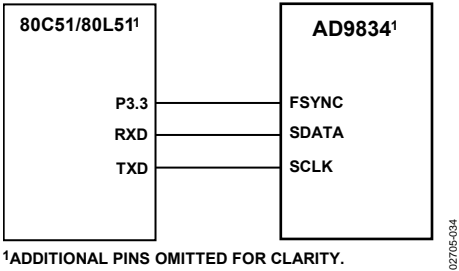 80C51/80L51¹
AD9834¹
P3.3
FSYNC
RXD
SDATA
TXD
SCLK
¹ADDITIONAL PINS OMITTED FOR CLARITY.
02705-034